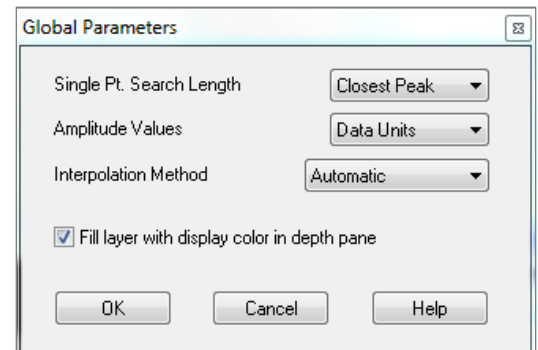 Global Parameters
Single Pt. Search Length Closest Peak
Amplitude Values Data Units
Interpolation Method Automatic
Fill layer with display color in depth pane
OK Cancel Help